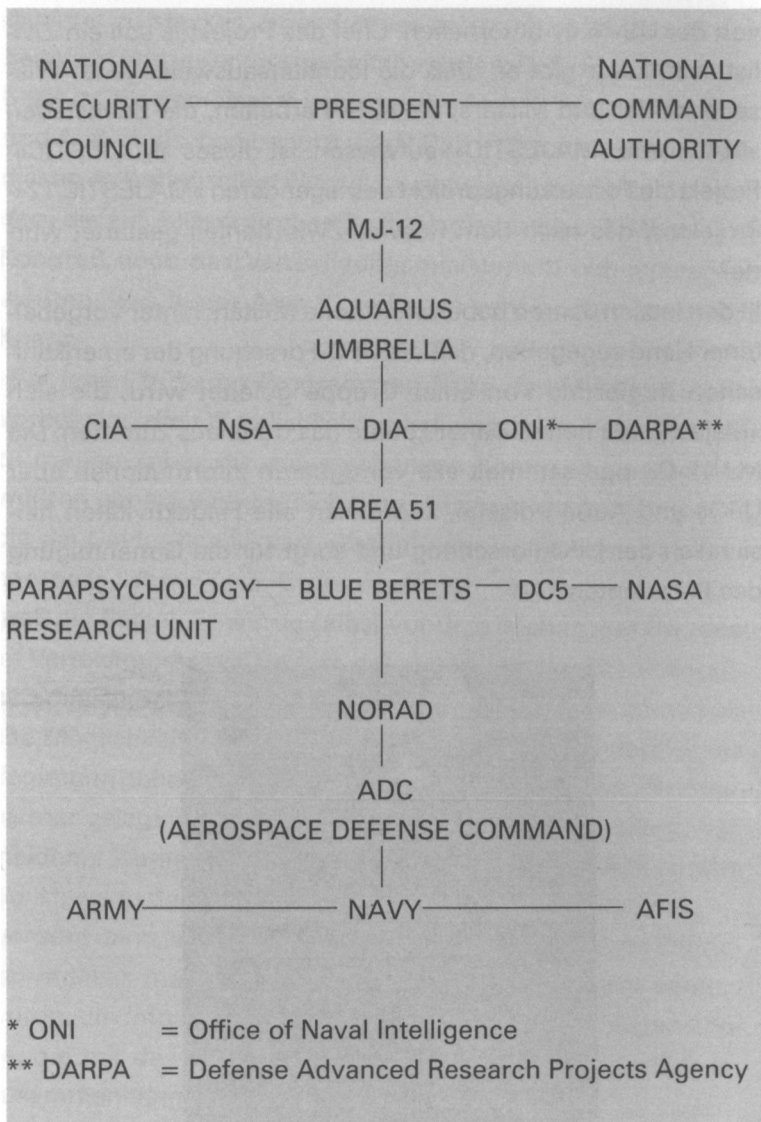 NATIONAL NATIONAL
SECURITY PRESIDENT COMMAND
COUNCIL AUTHORITY
MJ-12
AQUARIUS
UMBRELLA
CIA NSA DIA ONI* DARPA**
AREA 51
PARAPSYCHOLOGY BLUE BERETS DC5 NASA
RESEARCH UNIT
NORAD
ADC
(AEROSPACE DEFENSE COMMAND)
ARMY NAVY AFIS
* ONI = Office of Naval Intelligence
** DARPA = Defense Advanced Research Projects Agency